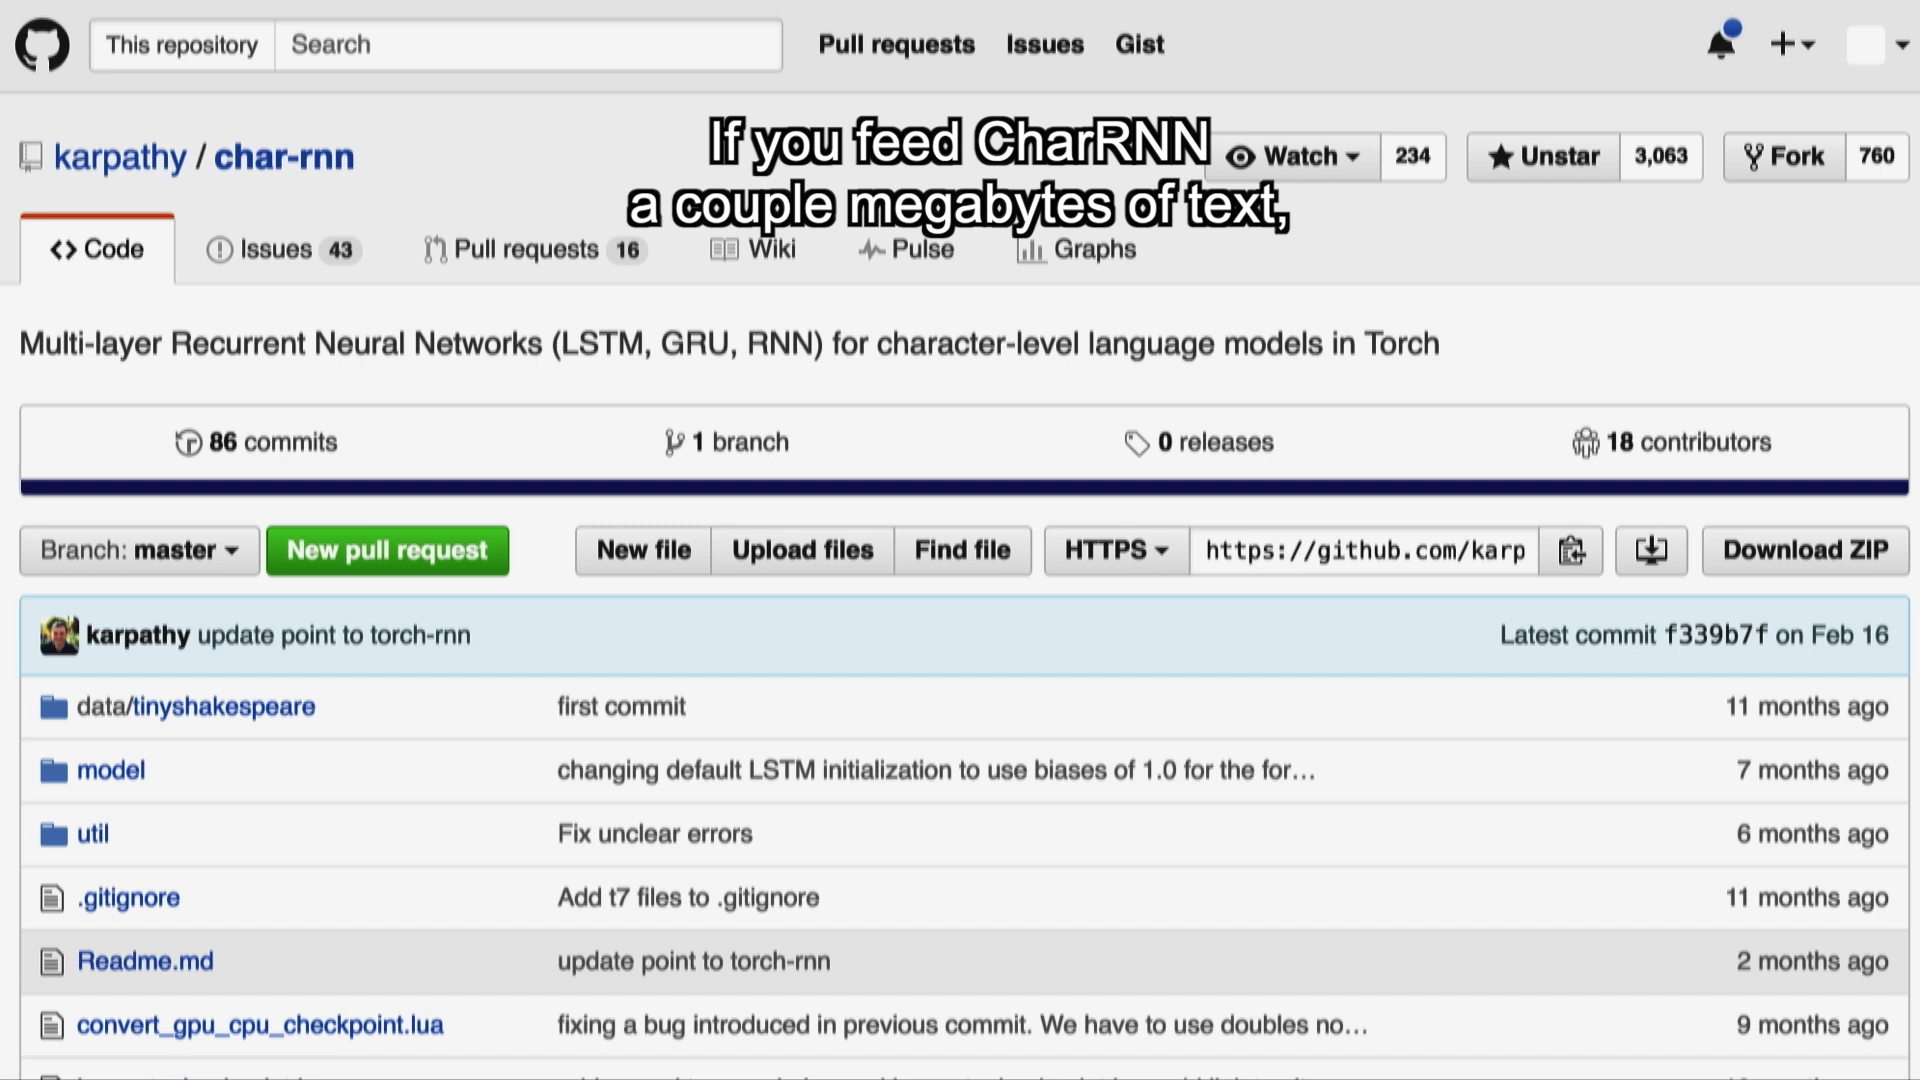 This repository Search Pull requests Issues Gist
If you feed CharRNN
a couple megabytes of text,
karpathy / char-rnn Watch 234 Unstar 3,063 Fork 760
Code Issues 43 Pull requests 16 Wiki Pulse Graphs
Multi-layer Recurrent Neural Networks (LSTM, GRU, RNN) for character-level language models in Torch
86 commits 1 branch 0 releases 18 contributors
Branch: master New pull request New file Upload files Find file HTTPS https://github.com/karp Download ZIP
karpathy update point to torch-rnn Latest commit f339b7f on Feb 16
data/tinyshakespeare first commit 11 months ago
model changing default LSTM initialization to use biases of 1.0 for the for… 7 months ago
util Fix unclear errors 6 months ago
.gitignore Add t7 files to .gitignore 11 months ago
Readme.md update point to torch-rnn 2 months ago
convert_gpu_cpu_checkpoint.lua fixing a bug introduced in previous commit. We have to use doubles no… 9 months ago